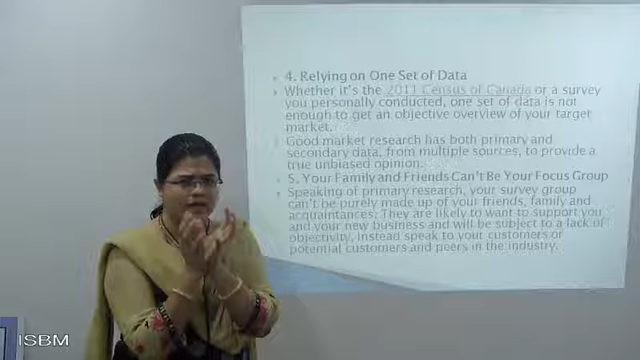 4. Relying on One Set of Data
Whether it's the 2011 Census of Canada or a survey
you personally conducted, one set of data is not
enough to get an objective overview of your target
market.
Good market research has both primary and
secondary data, from multiple sources, to provide a
true unbiased opinion.
5. Your Family and Friends Can't Be Your Focus Group
Speaking of primary research, your survey group
can't be purely made up of your friends, family and
acquaintances. They are likely to want to support you
and your new business and will be subject to a lack of
objectivity, instead speak to your customers or
potential customers and peers in the industry.
ISBM